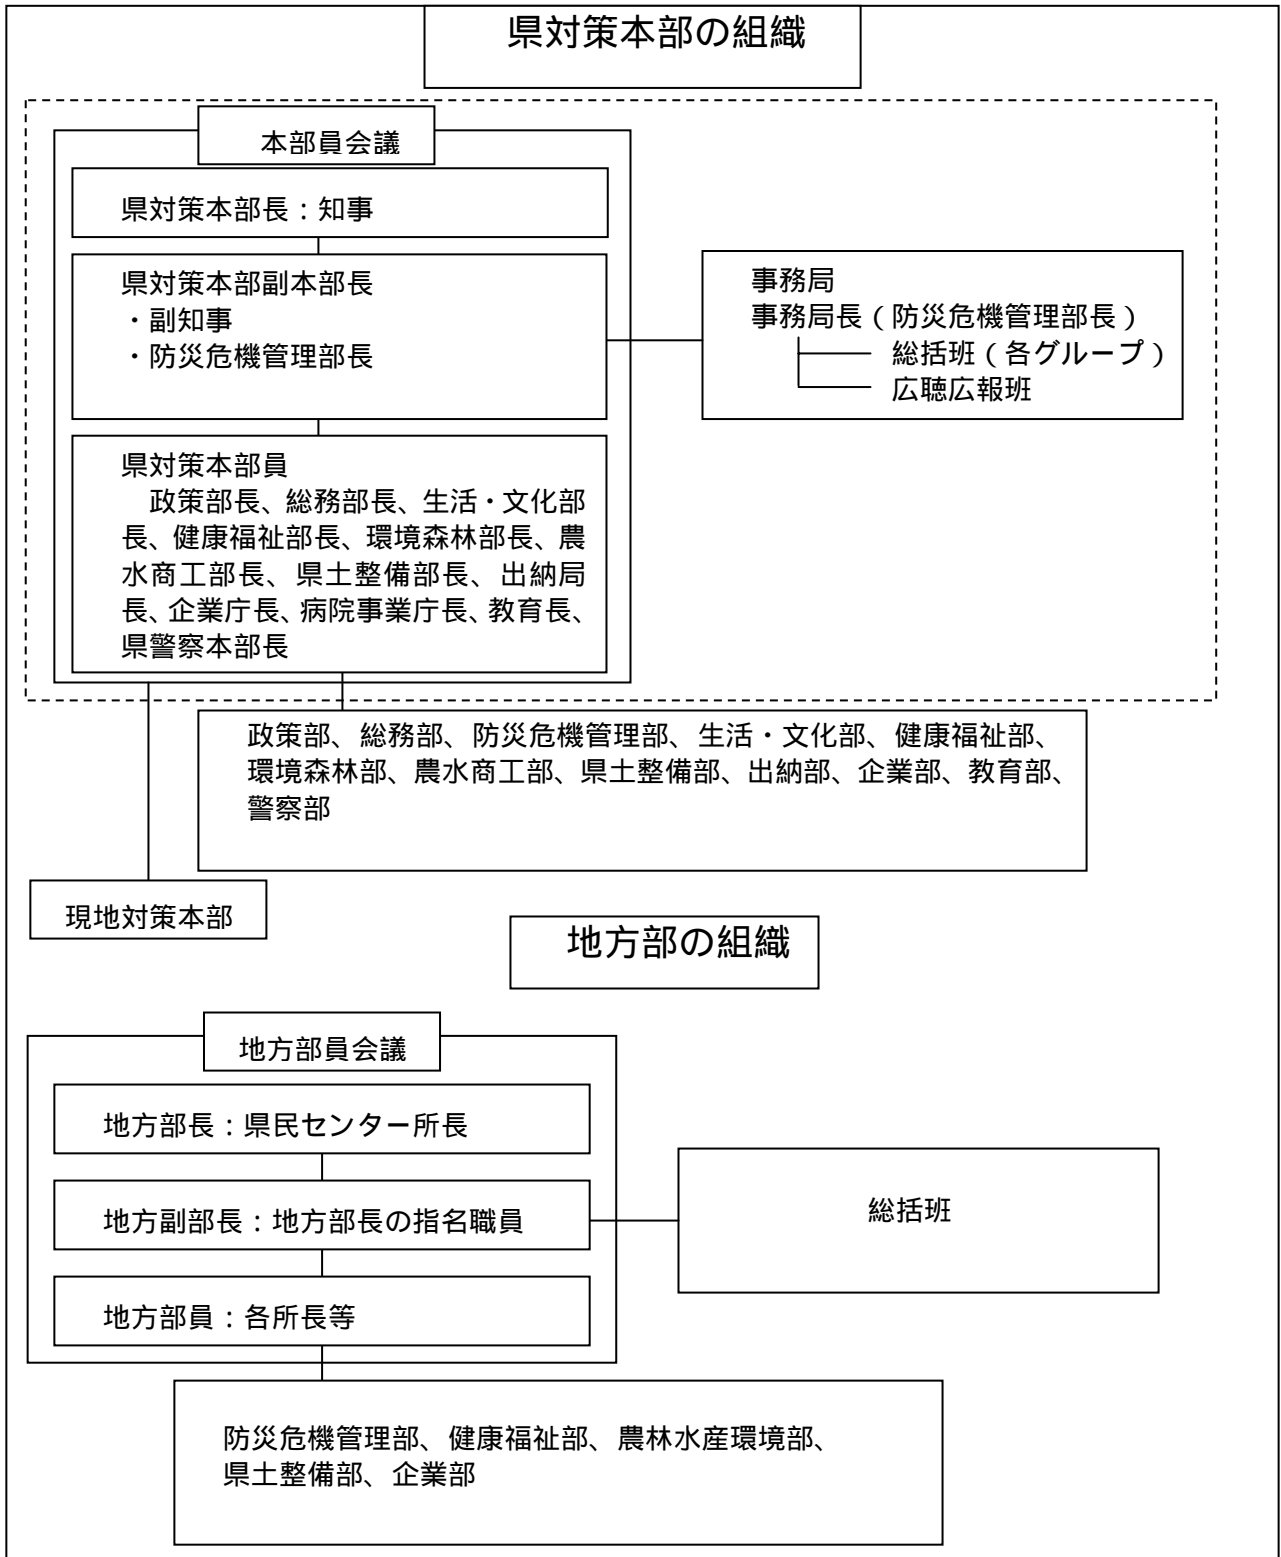 県対策本部の組織
本部員会議
県対策本部長：知事
県対策本部副本部長
・副知事
・防災危機管理部長
事務局
事務局長（防災危機管理部長）
総括班（各グループ）
広聴広報班
県対策本部員
政策部長、総務部長、生活・文化部
長、健康福祉部長、環境森林部長、農
水商工部長、県土整備部長、出納局
長、企業庁長、病院事業庁長、教育長、
県警察本部長
政策部、総務部、防災危機管理部、生活・文化部、健康福祉部、
環境森林部、農水商工部、県土整備部、出納部、企業部、教育部、
警察部
現地対策本部
地方部の組織
地方部員会議
地方部長：県民センター所長
地方副部長：地方部長の指名職員
地方部員：各所長等
総括班
防災危機管理部、健康福祉部、農林水産環境部、
県土整備部、企業部